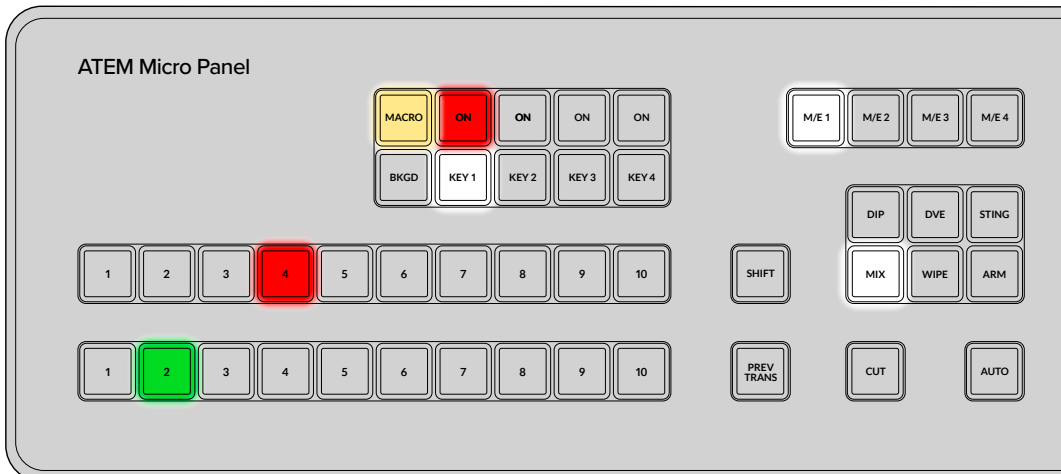 ATEM Micro Panel
MACRO ON ON ON ON
M/E 1 M/E 2 M/E 3 M/E 4
BKGD KEY 1 KEY 2 KEY 3 KEY 4
DIP DVE STING
1 2 3 4 5 6 7 8 9 10
SHIFT
MIX WIPE ARM
1 2 3 4 5 6 7 8 9 10
PREV
TRANS
CUT
AUTO